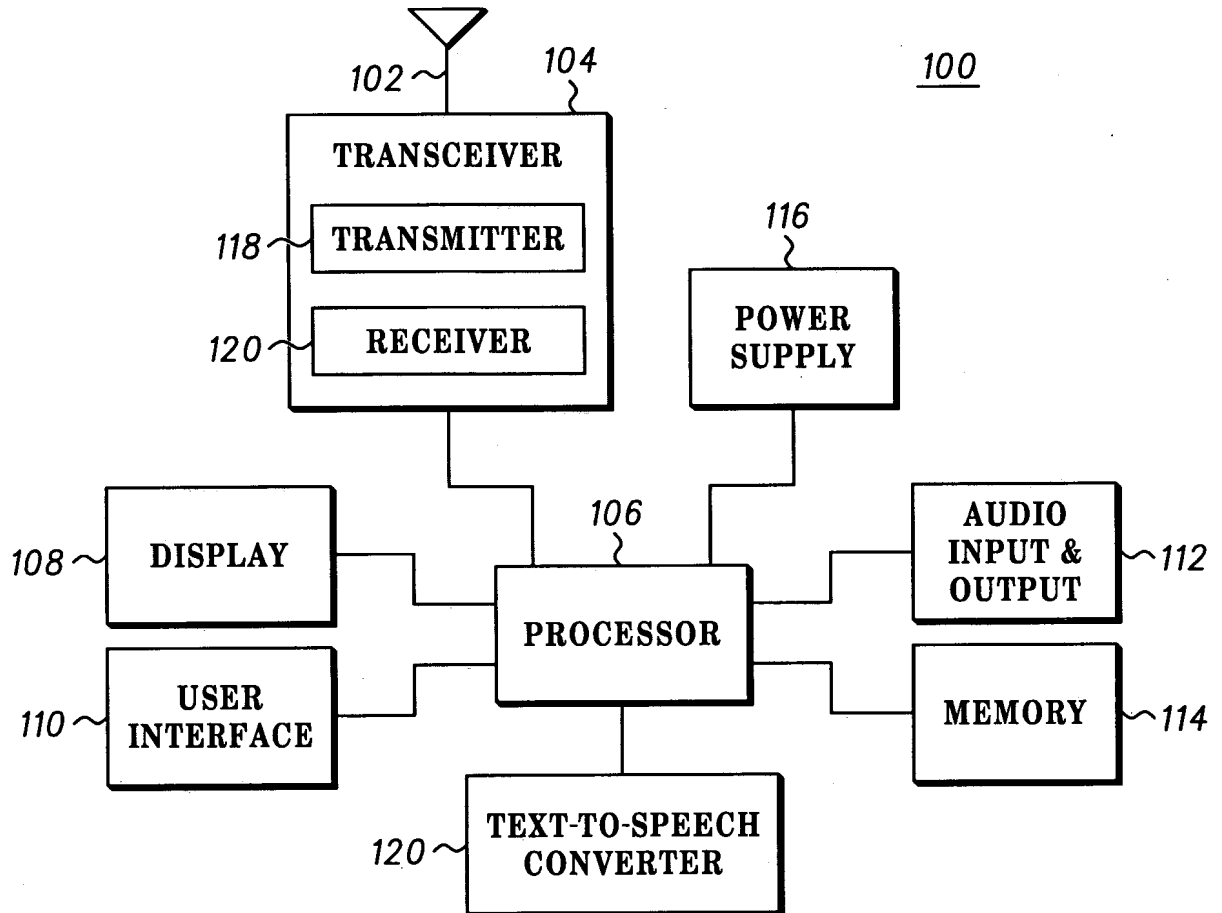 100
102
104
TRANSCEIVER
118
TRANSMITTER
120
RECEIVER
116
POWER
SUPPLY
108
DISPLAY
106
PROCESSOR
AUDIO
INPUT &
OUTPUT
112
110
USER
INTERFACE
MEMORY
114
120
TEXT-TO-SPEECH
CONVERTER